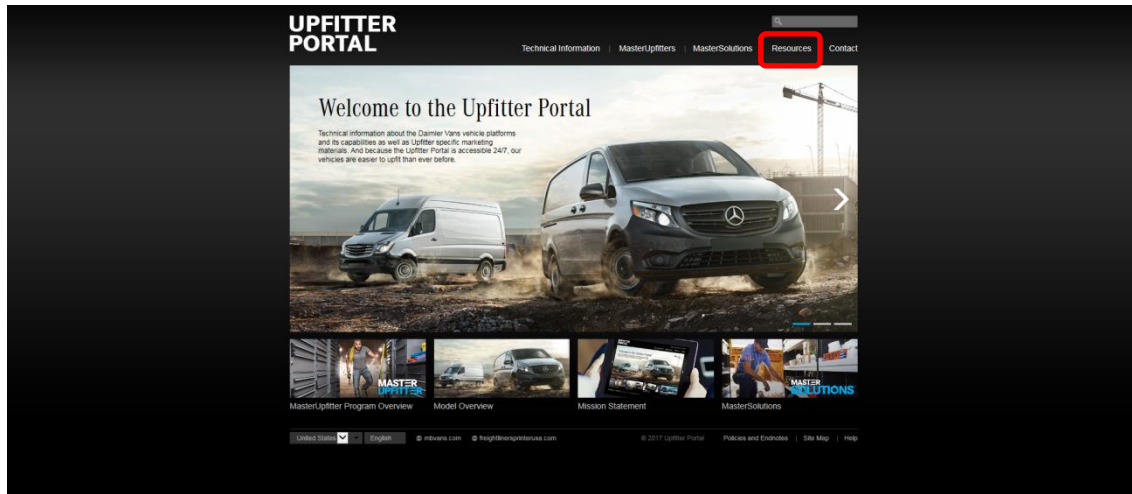 UPFITTER
PORTAL
Technical Information | MasterUpfitters | MasterSolutions Resources Contact
Welcome to the Upfitter Portal
Technical information about the Daimler Vans vehicle platforms
and its capabilities as well as Upfitter specific marketing
materials. And because the Upfitter Portal is accessible 24/7, our
vehicles are easier to upfit than ever before.
MASTER
UPFITTER
MASTER
SOLUTIONS
MasterUpfitter Program Overview Model Overview Mission Statement MasterSolutions
United States English mbvans.com freightlinersprinterusa.com © 2017 Upfitter Portal Policies and Endnotes | Site Map | Help